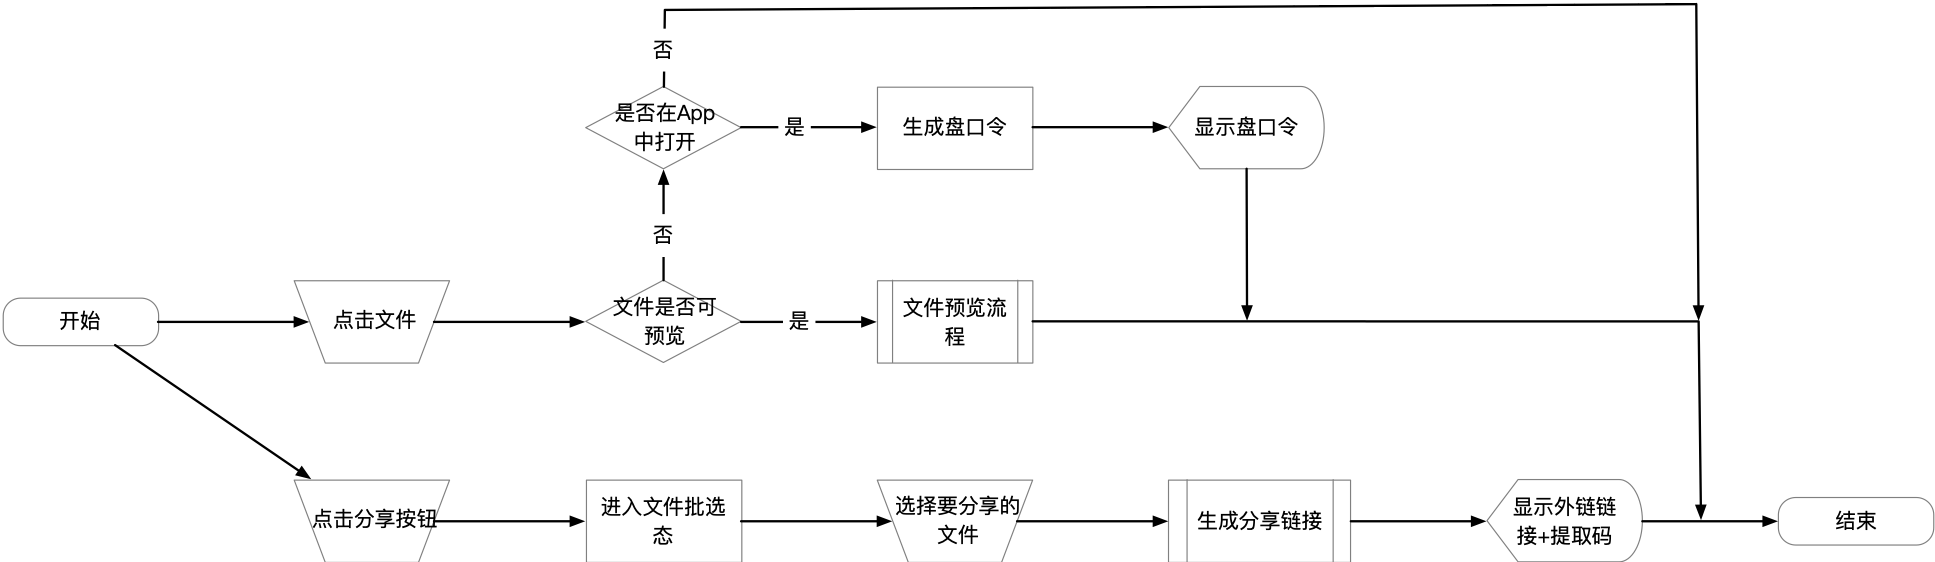 否
是否在App
中打开
是
生成盘口令
显示盘口令
否
开始
点击文件
文件是否可
预览
是
文件预览流
程
点击分享按钮
进入文件批选
态
选择要分享的
文件
生成分享链接
显示外链链
接+提取码
结束